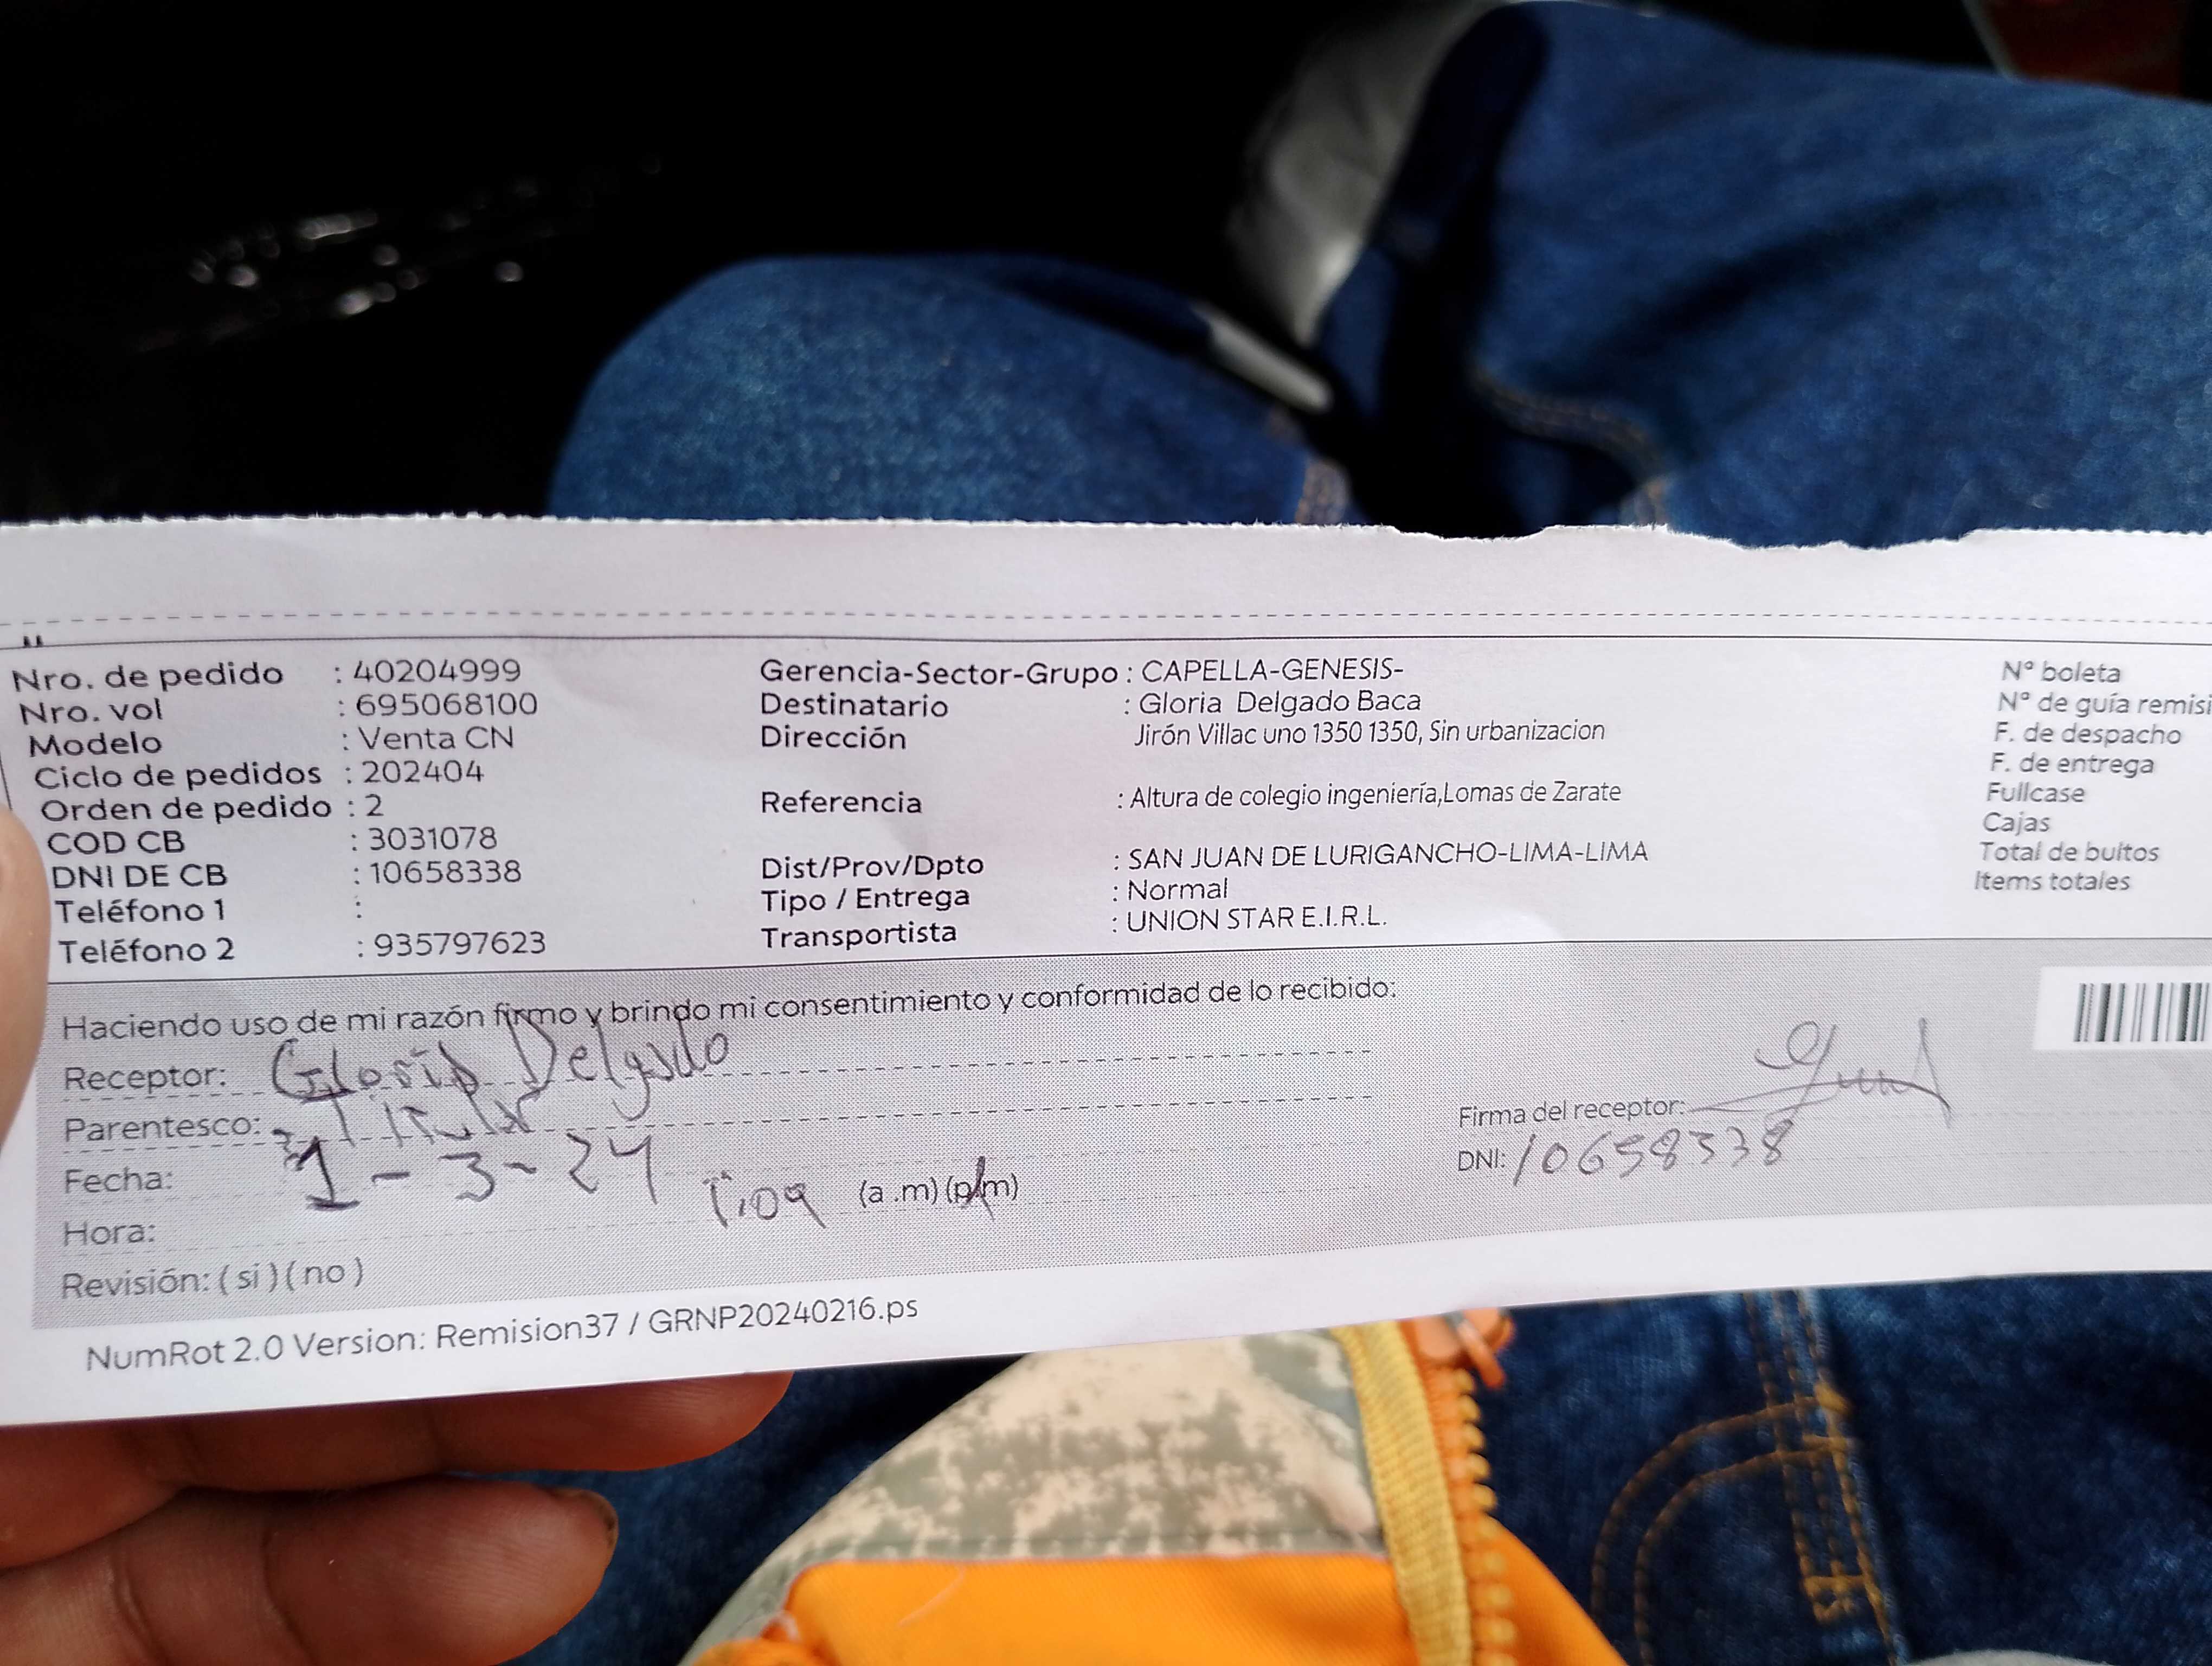 Nro. de pedido : 40204999
Nro. vol : 695068100
Modelo : Venta CN
Ciclo de pedidos : 202404
Orden de pedido : 2
COD CB : 3031078
DNI DE CB : 10658338
Teléfono 1 :
Teléfono 2 : 935797623
Gerencia-Sector-Grupo : CAPELLA-GENESIS-
Destinatario : Gloria Delgado Baca
Dirección Jirón Villac uno 1350 1350, Sin urbanizacion
Referencia : Altura de colegio ingeniería,Lomas de Zarate
Dist/Prov/Dpto : SAN JUAN DE LURIGANCHO-LIMA-LIMA
Tipo / Entrega : Normal
Transportista : UNION STAR E.I.R.L.
N° boleta
N° de guía remisi
F. de despacho
F. de entrega
Fullcase
Cajas
Total de bultos
Items totales
Haciendo uso de mi razón firmo y brindo mi consentimiento y conformidad de lo recibido:
Receptor: Gloria Delgado
Parentesco: Titular
Fecha: 1-3-24
Hora: (a .m) (p/m)
Revisión: ( si ) ( no )
Firma del receptor:
DNI: 10658338
NumRot 2.0 Version: Remision37 / GRNP20240216.ps